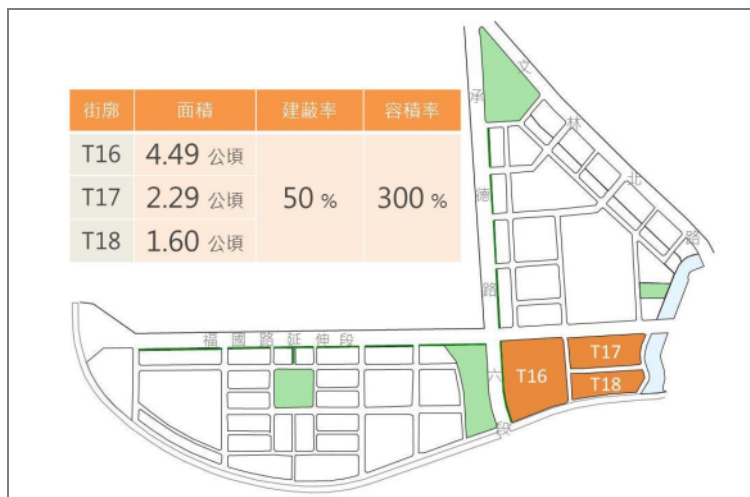 街廓 面積 建蔽率 容積率
T16 4.49 公頃
T17 2.29 公頃 50 % 300 %
T18 1.60 公頃
文林北路
承德路六段
福國路延伸段
T16
T17
T18